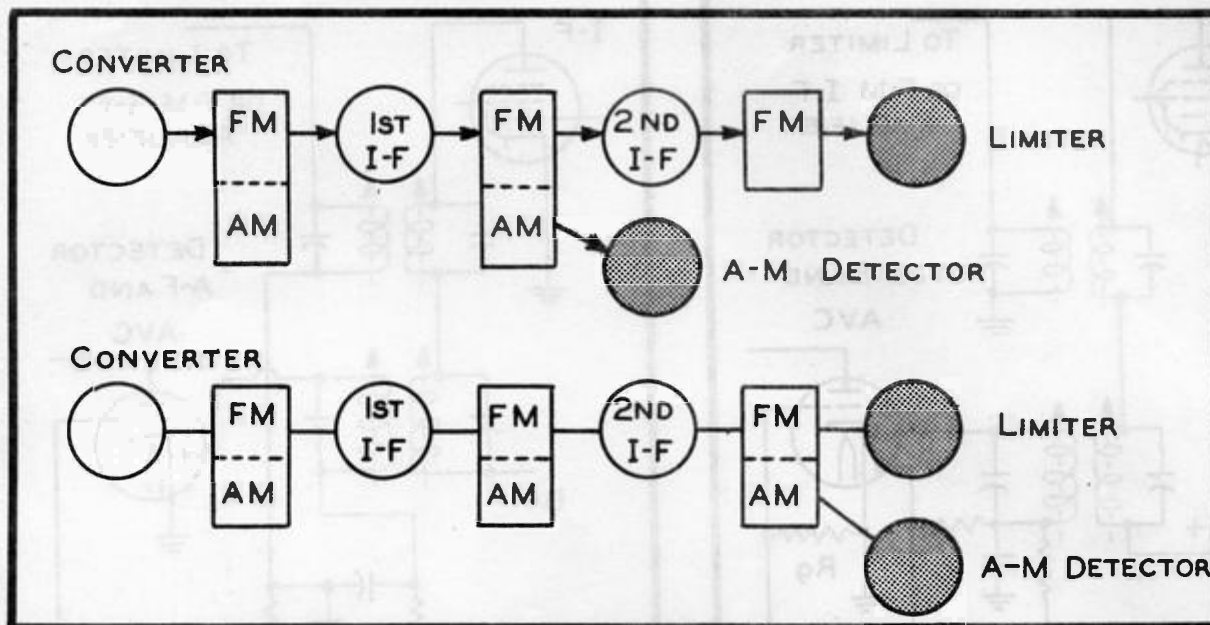 CONVERTER
FM
AM
1ST
I-F
FM
AM
2ND
I-F
FM
LIMITER
A-M DETECTOR
CONVERTER
FM
AM
1ST
I-F
FM
AM
2ND
I-F
FM
AM
LIMITER
A-M DETECTOR